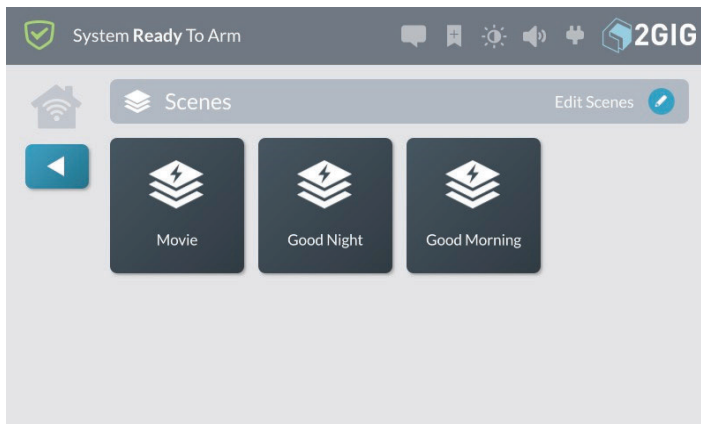 System Ready To Arm
2GIG
Scenes
Edit Scenes
Movie
Good Night
Good Morning